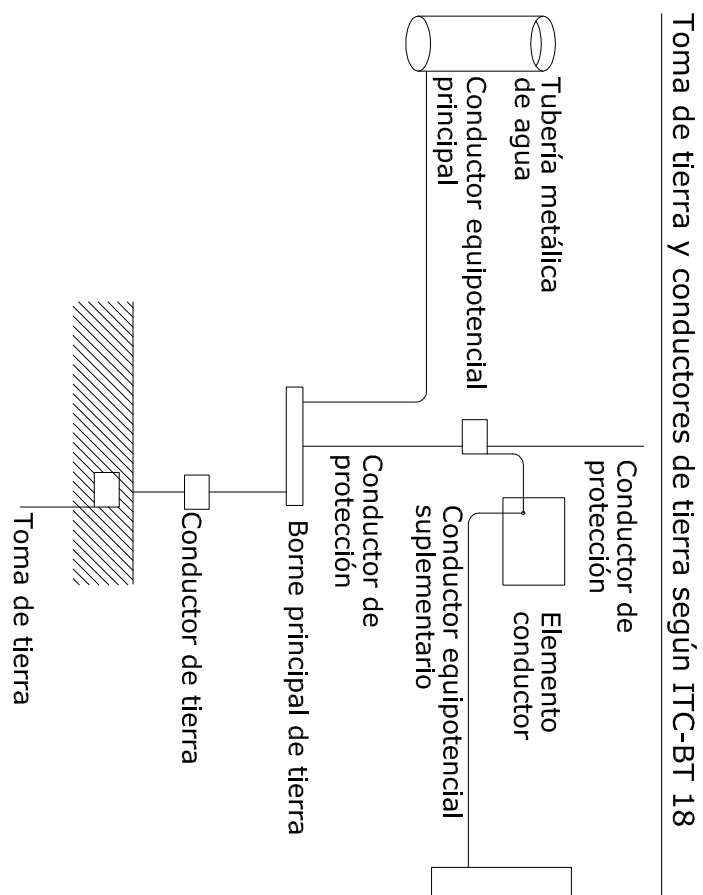 Toma de tierra y conductores de tierra según ITC-BT 18
Conductor de
protección
Tubería metálica
de agua
Elemento
conductor
Conductor equipotencial
principal
Conductor equipotencial
suplementario
Conductor de
protección
Borne principal de tierra
Conductor de tierra
Toma de tierra